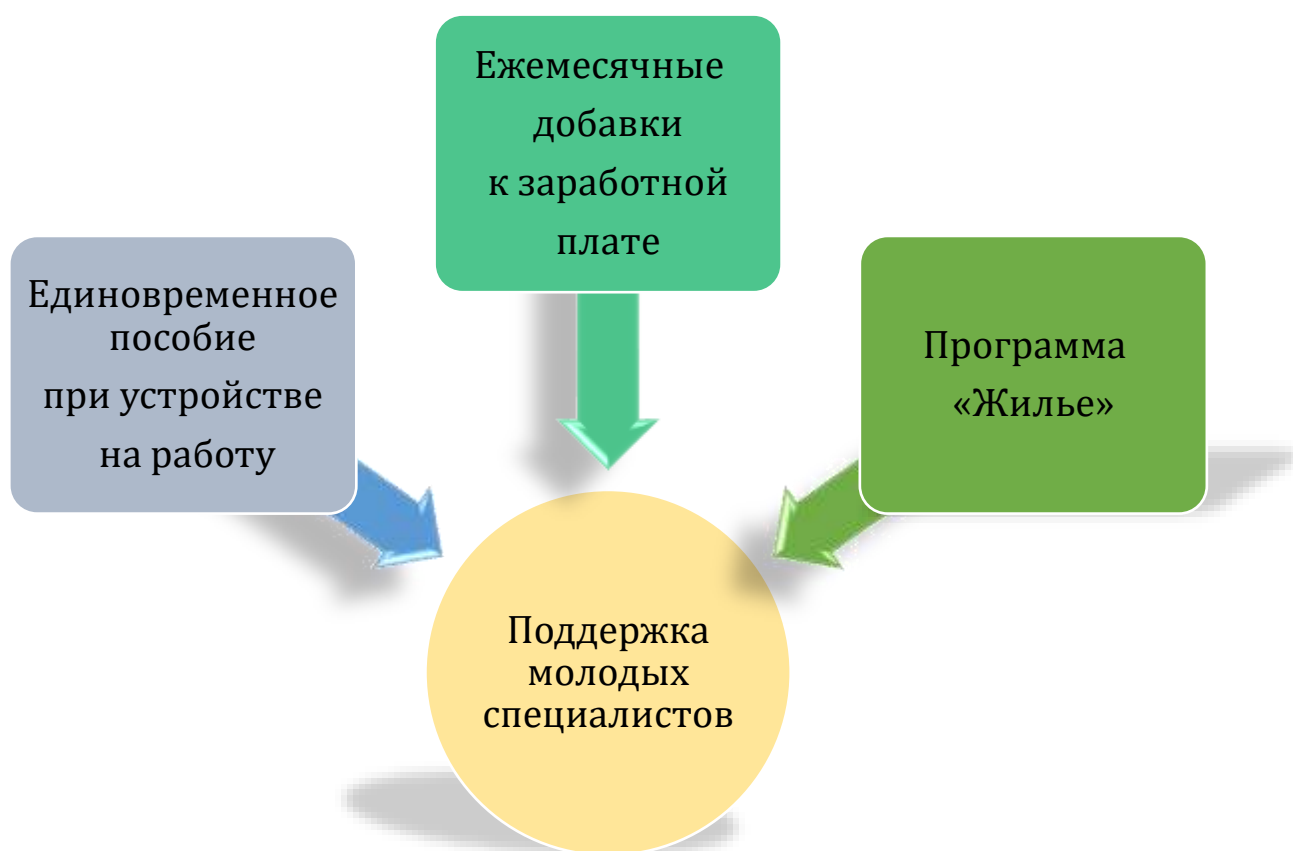 Ежемесячные
добавки
к заработной
плате
Единовременное
пособие
при устройстве
на работу
Программа
«Жилье»
Поддержка
молодых
специалистов